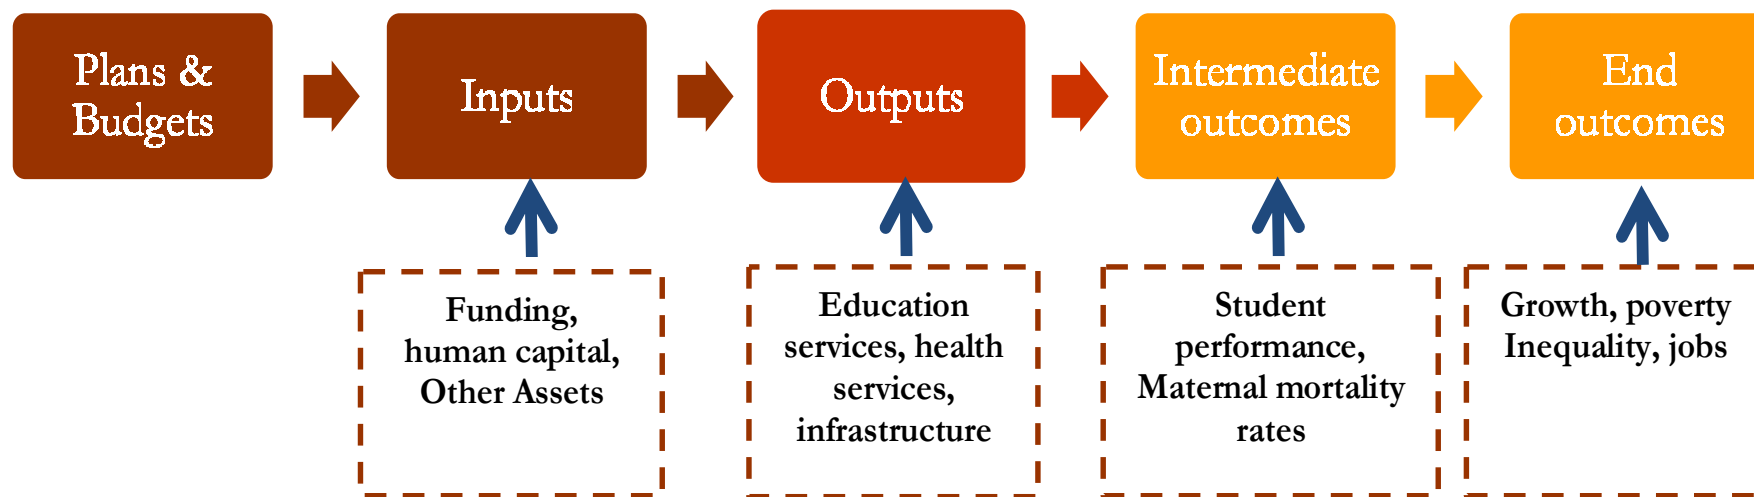 Plans &
Budgets
Inputs
Outputs
Intermediate
outcomes
End
outcomes
Funding,
human capital,
Other Assets
Education
services, health
services,
infrastructure
Student
performance,
Maternal mortality
rates
Growth, poverty
Inequality, jobs